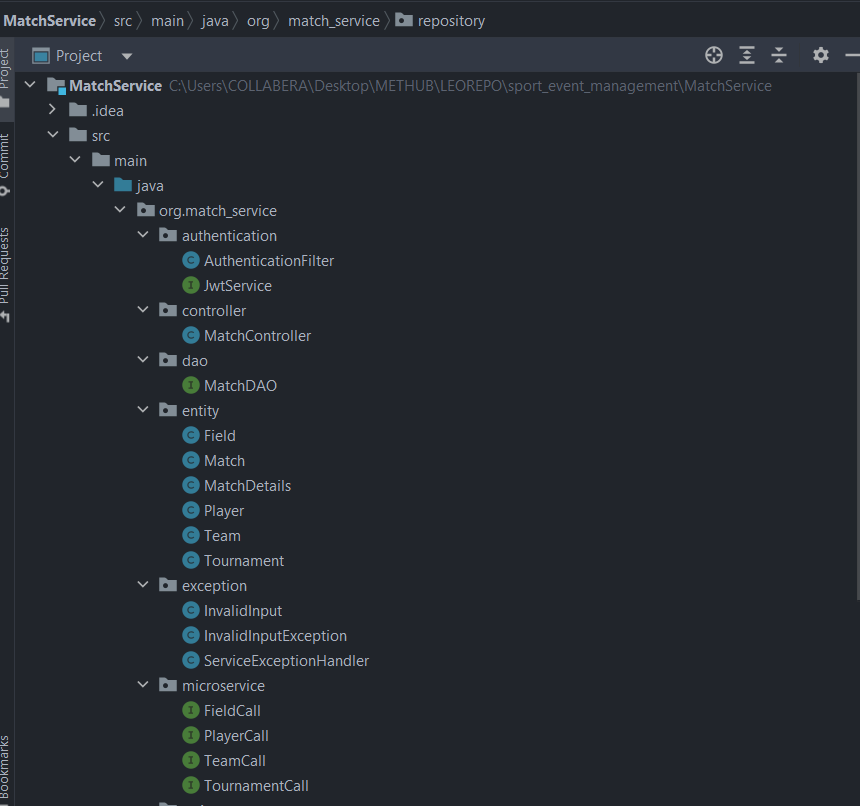 MatchService src main java org match_service repository
Project
MatchService C:\Users\COLLABERA\Desktop\METHUB\LEOREPO\sport_event_management\MatchService
.idea
src
main
java
org.match_service
authentication
C AuthenticationFilter
I JwtService
controller
C MatchController
dao
I MatchDAO
entity
C Field
C Match
C MatchDetails
C Player
C Team
C Tournament
exception
C InvalidInput
C InvalidInputException
C ServiceExceptionHandler
microservice
I FieldCall
I PlayerCall
I TeamCall
I TournamentCall
Project
Commit
Pull Requests
Bookmarks